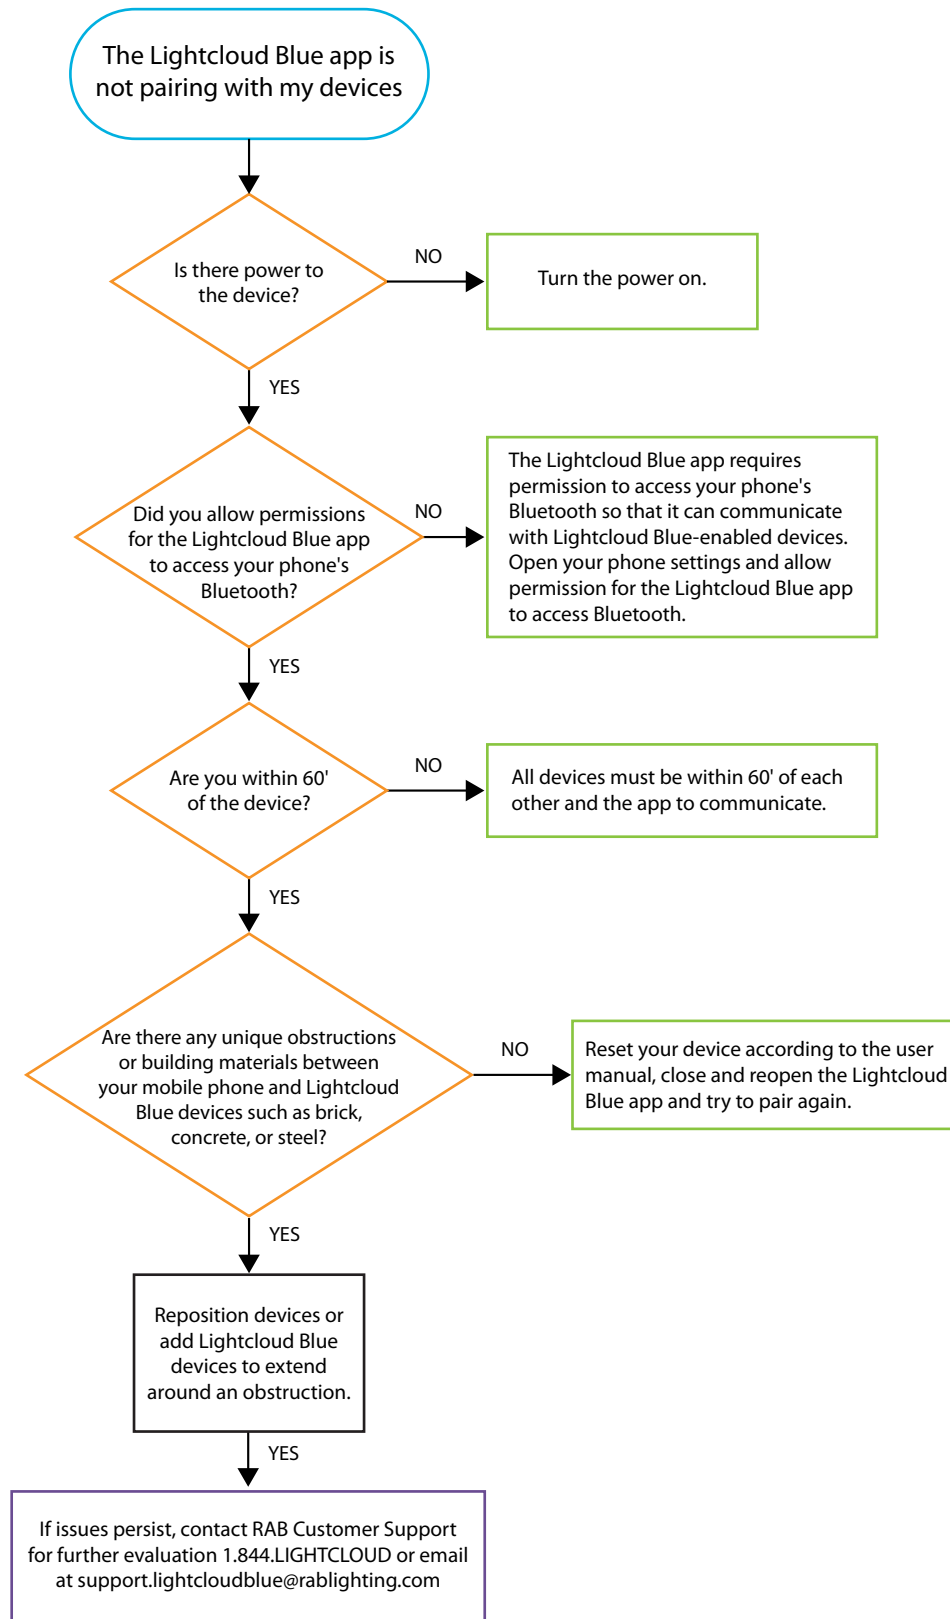 The Lightcloud Blue app is
not pairing with my devices
Is there power to
the device?
NO
Turn the power on.
YES
Did you allow permissions
for the Lightcloud Blue app
to access your phone's
Bluetooth?
NO
The Lightcloud Blue app requires
permission to access your phone's
Bluetooth so that it can communicate
with Lightcloud Blue-enabled devices.
Open your phone settings and allow
permission for the Lightcloud Blue app
to access Bluetooth.
YES
Are you within 60'
of the device?
NO
All devices must be within 60' of each
other and the app to communicate.
YES
Are there any unique obstructions
or building materials between
your mobile phone and Lightcloud
Blue devices such as brick,
concrete, or steel?
NO
Reset your device according to the user
manual, close and reopen the Lightcloud
Blue app and try to pair again.
YES
Reposition devices or
add Lightcloud Blue
devices to extend
around an obstruction.
YES
If issues persist, contact RAB Customer Support
for further evaluation 1.844.LIGHTCLOUD or email
at support.lightcloudblue@rablighting.com